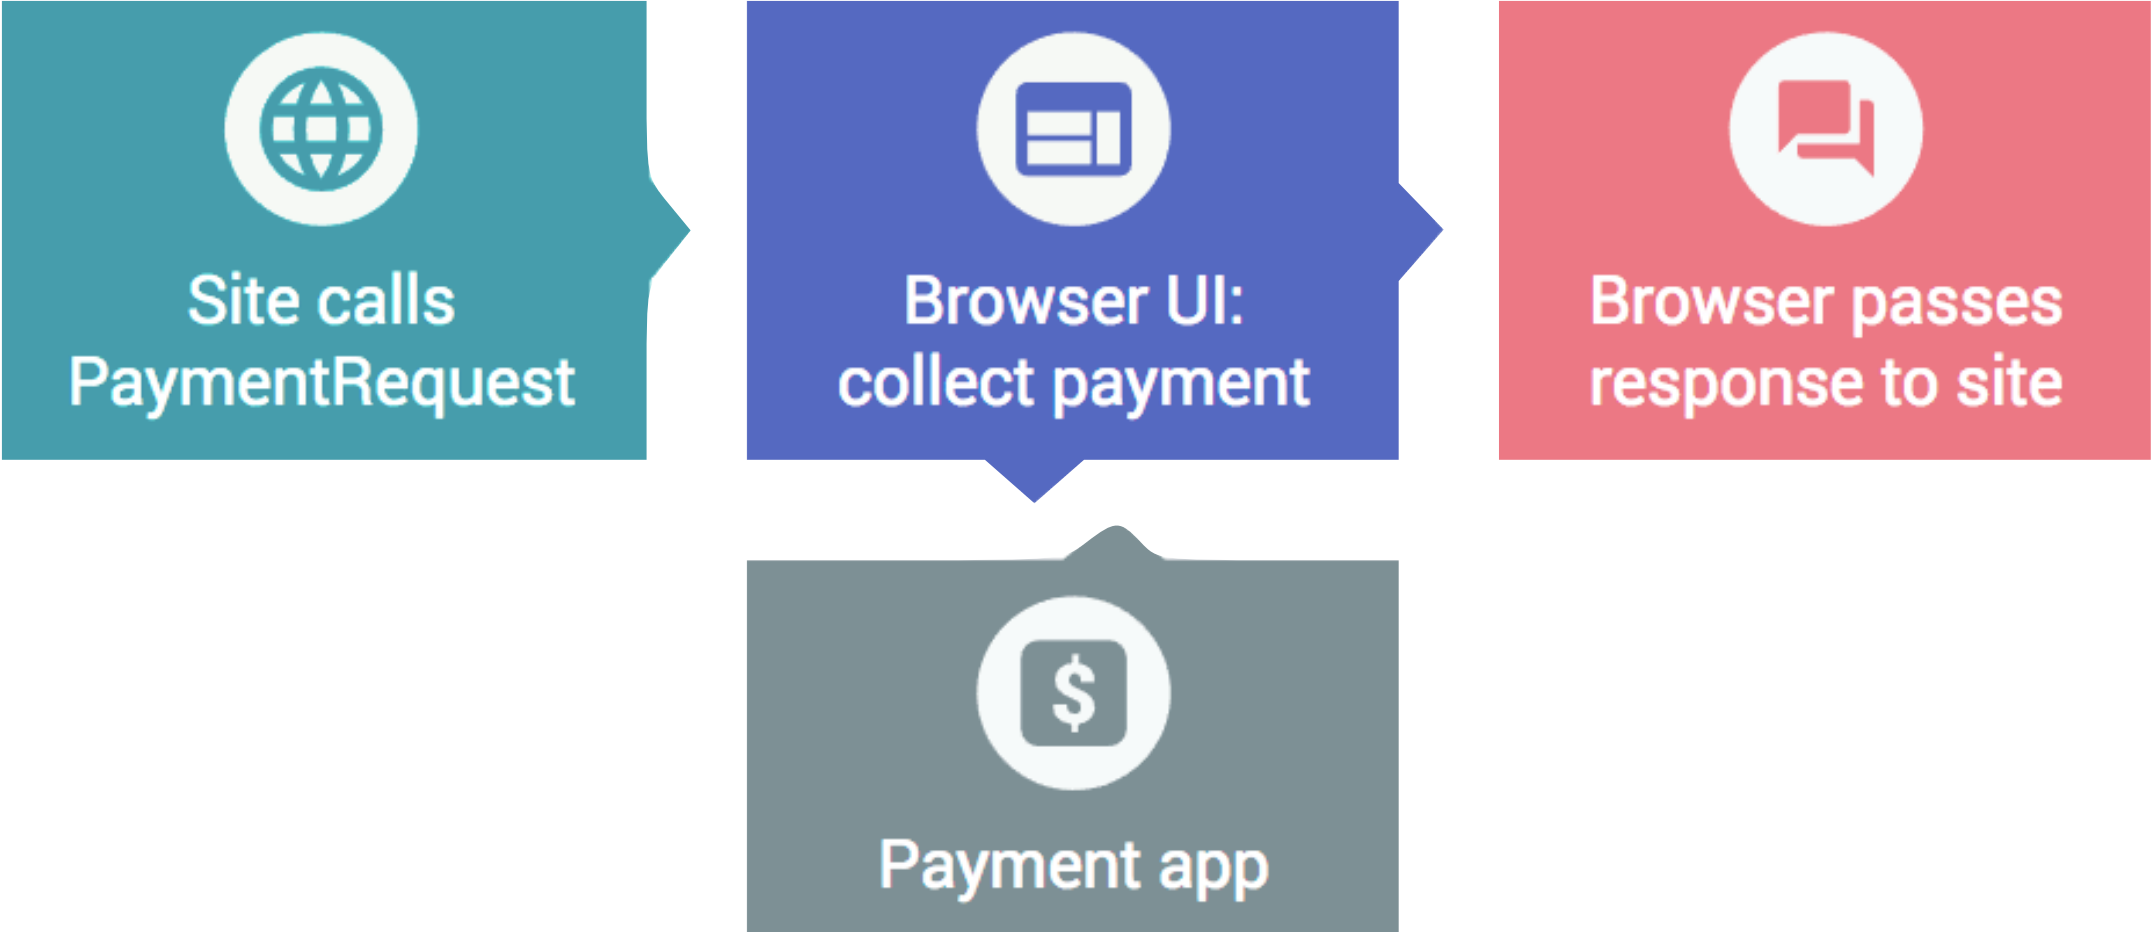 Site calls
PaymentRequest
Browser UI:
collect payment
Browser passes
response to site
$
Payment app